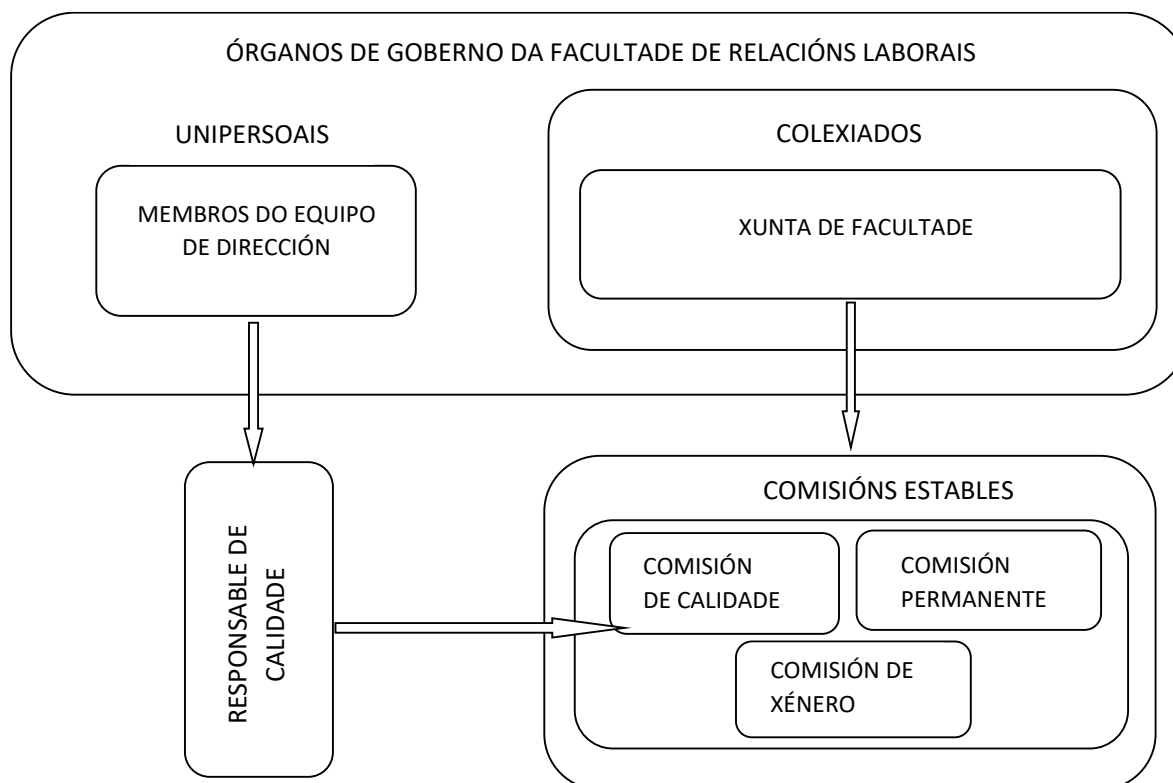 ÓRGANOS DE GOBERNO DA FACULTADE DE RELACIÓNS LABORAIS
UNIPERSOAIS
MEMBROS DO EQUIPO
DE DIRECCIÓN
COLEXIADOS
XUNTA DE FACULTADE
RESPONSABLE DE
CALIDADE
COMISIÓNS ESTABLES
COMISIÓN
DE CALIDADE
COMISIÓN
PERMANENTE
COMISIÓN DE
XÉNERO